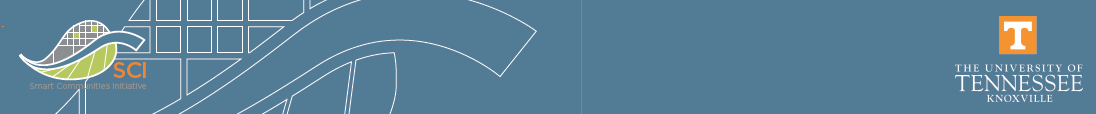 SCI
Smart Communities Initiative
T
THE UNIVERSITY OF
TENNESSEE
KNOXVILLE